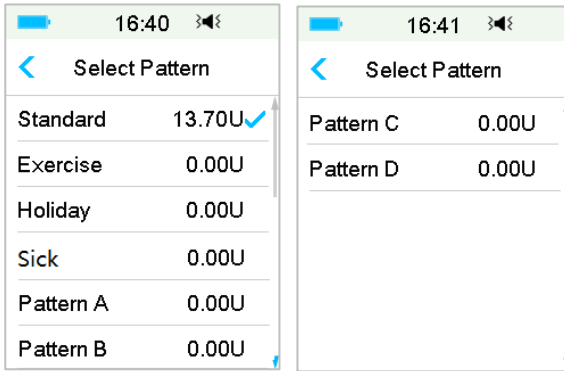 16:40
Select Pattern
Standard 13.70U
Exercise 0.00U
Holiday 0.00U
Sick 0.00U
Pattern A 0.00U
Pattern B 0.00U
16:41
Select Pattern
Pattern C 0.00U
Pattern D 0.00U